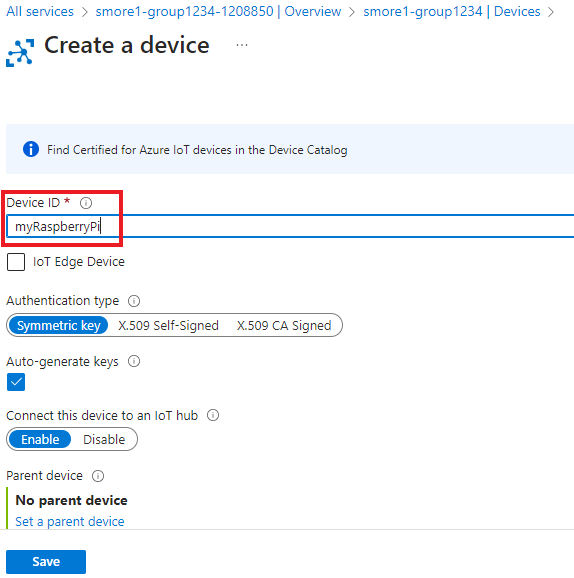 All services > smore1-group1234-1208850 | Overview > smore1-group1234 | Devices >
Create a device ...
Find Certified for Azure IoT devices in the Device Catalog
Device ID *
myRaspberryPi
IoT Edge Device
Authentication type
Symmetric key X.509 Self-Signed X.509 CA Signed
Auto-generate keys
Connect this device to an IoT hub
Enable Disable
Parent device
No parent device
Set a parent device
Save